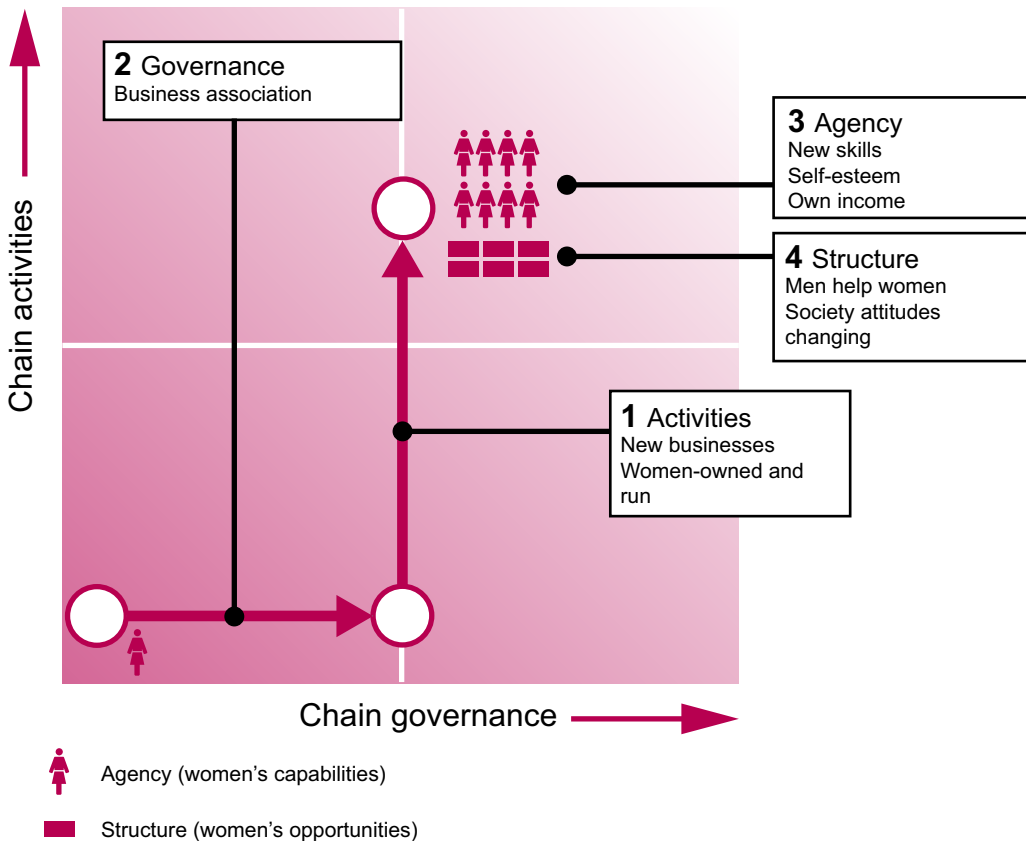 2 Governance
Business association
3 Agency
New skills
Self-esteem
Own income
4 Structure
Men help women
Society attitudes
changing
1 Activities
New businesses
Women-owned and
run
Chain activities
Chain governance
Agency (women's capabilities)
Structure (women's opportunities)